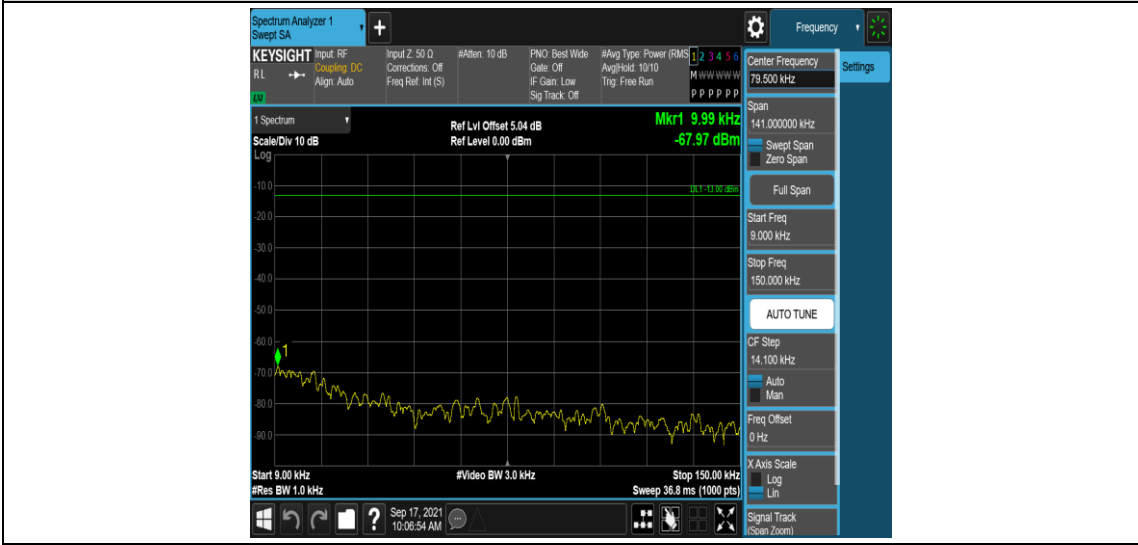 Spectrum Analyzer 1
Swept SA
+
Frequency
KEYSIGHT
RL
Input: RF
Coupling: DC
Align: Auto
Input Z: 50 Ω
Corrections: Off
Freq Ref: Int (S)
#Atten: 10 dB
PNO: Best Wide
Gate: Off
IF Gain: Low
Sig Track: Off
#Avg Type: Power (RMS
Avg|Hold: 10/10
Trig: Free Run
1 2 3 4 5 6
M W W W W W
P P P P P P
1 Spectrum
Scale/Div 10 dB
Log
Ref Lvl Offset 5.04 dB
Ref Level 0.00 dBm
Mkr1 9.99 kHz
-67.97 dBm
DL1 -13.00 dBm
-10.0
-20.0
-30.0
-40.0
-50.0
-60.0
1
-70.0
-80.0
-90.0
Start 9.00 kHz
#Video BW 3.0 kHz
Stop 150.00 kHz
#Res BW 1.0 kHz
Sweep 36.8 ms (1000 pts)
Center Frequency
79.500 kHz
Settings
Span
141.000000 kHz
Swept Span
Zero Span
Full Span
Start Freq
9.000 kHz
Stop Freq
150.000 kHz
AUTO TUNE
CF Step
14.100 kHz
Auto
Man
Freq Offset
0 Hz
X Axis Scale
Log
Lin
Signal Track
(Span Zoom)
?
Sep 17, 2021
10:06:54 AM